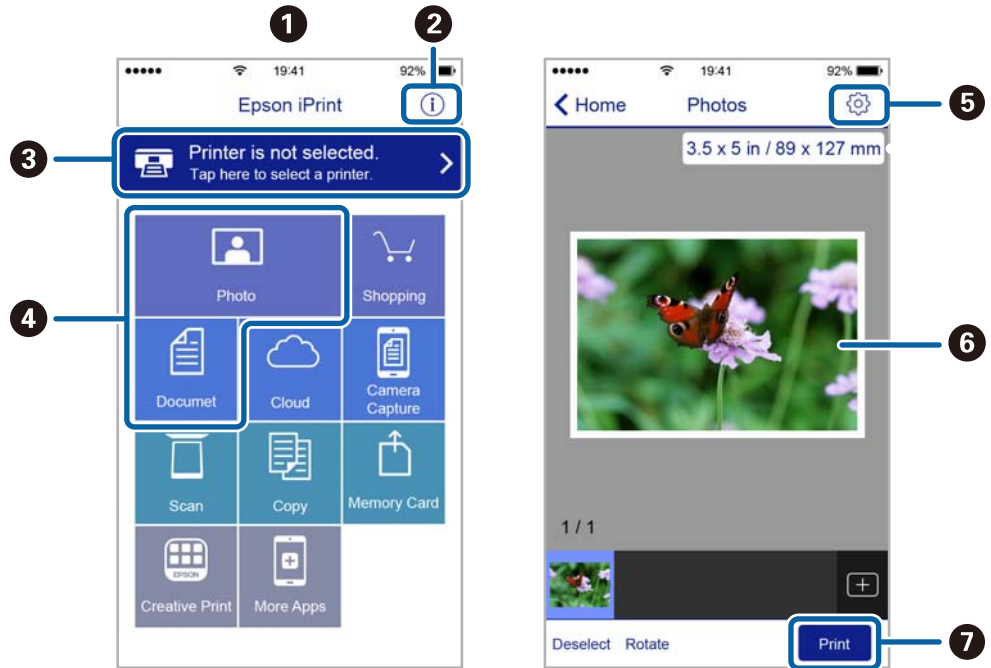 1
2
19:41
92%
Epson iPrint
i
3
Printer is not selected.
Tap here to select a printer.
4
Photo
Shopping
Documet
Cloud
Camera
Capture
Scan
Copy
Memory Card
EPSON
Creative Print
More Apps
19:41
92%
Home
Photos
5
3.5 x 5 in / 89 x 127 mm
6
1 / 1
Deselect
Rotate
Print
7